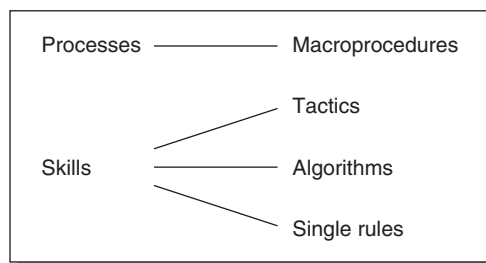 Processes Macroprocedures
Tactics
Skills Algorithms
Single rules